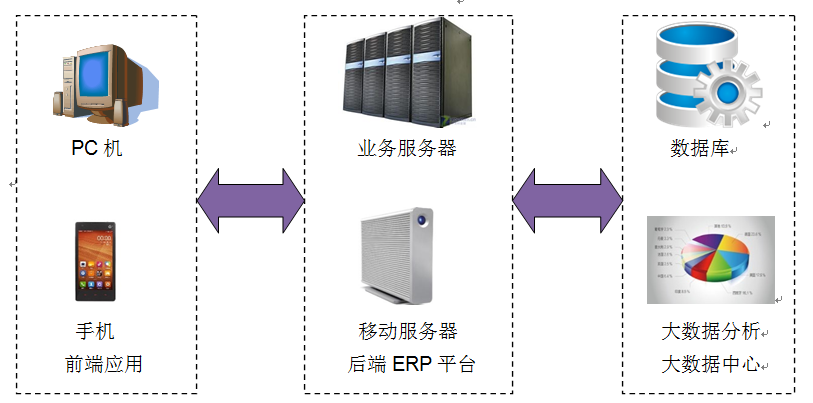 PC 机
业务服务器
数据库
手机
移动服务器
大数据分析
前端应用
后端 ERP 平台
大数据中心